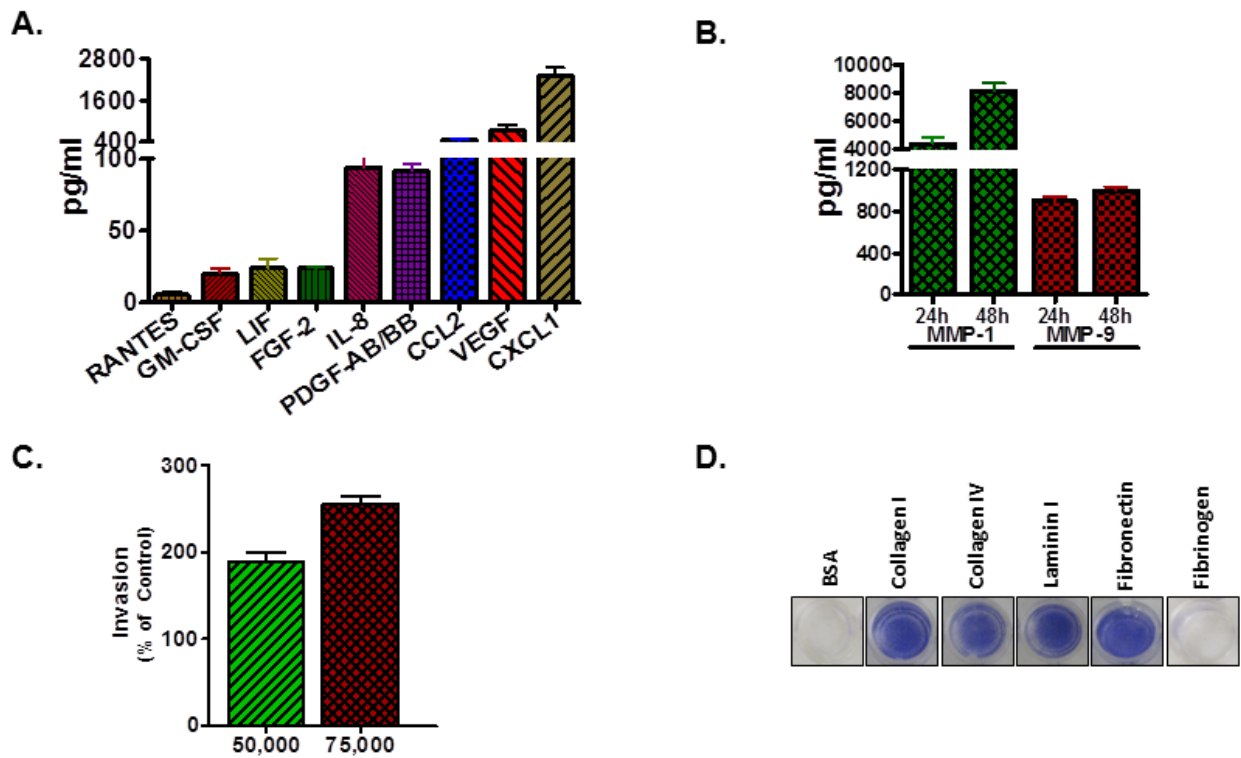 A.
pg/ml
2800
1600
400
100
50
0
RANTES
GM-CSF
LIF
FGF-2
IL-8
PDGF-AB/BB
CCL2
VEGF
CXCL1
B.
pg/ml
10000
8000
6000
4000
1200
800
400
0
24h 48h 24h 48h
MMP-1 MMP-9
C.
Invasion
(% of Control)
300
200
100
0
50,000 75,000
D.
BSA
Collagen I
Collagen IV
Laminin I
Fibronectin
Fibrinogen